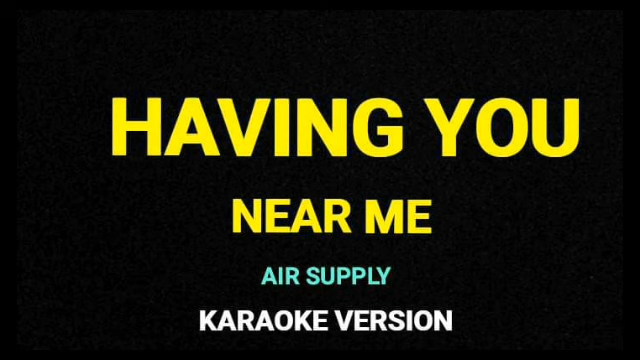 HAVING YOU
NEAR ME
AIR SUPPLY
KARAOKE VERSION